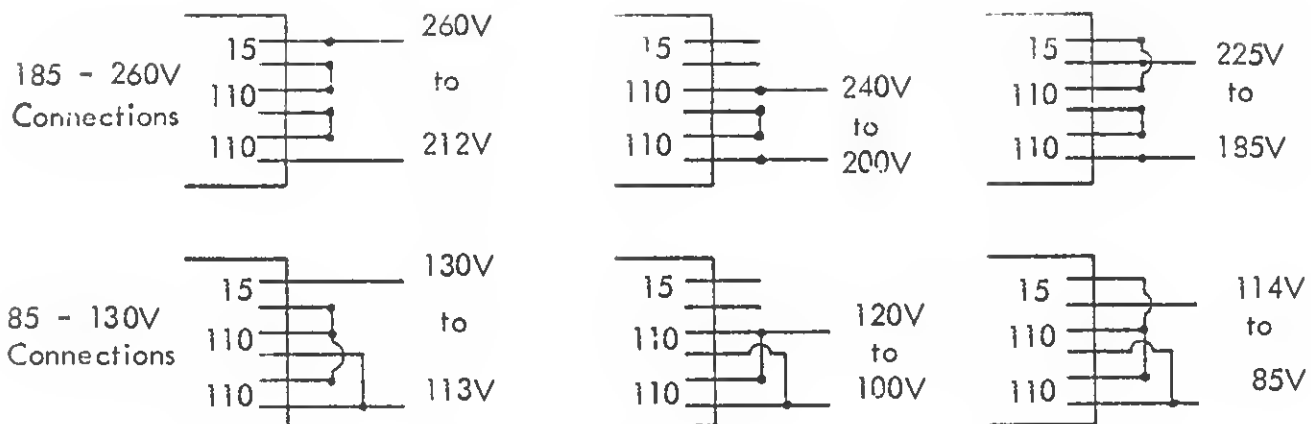 185 - 260V
Connections
15
110
110
260V
to
212V
15
110
110
240V
to
200V
15
110
110
225V
to
185V
85 - 130V
Connections
15
110
110
130V
to
113V
15
110
110
120V
to
100V
15
110
110
114V
to
85V